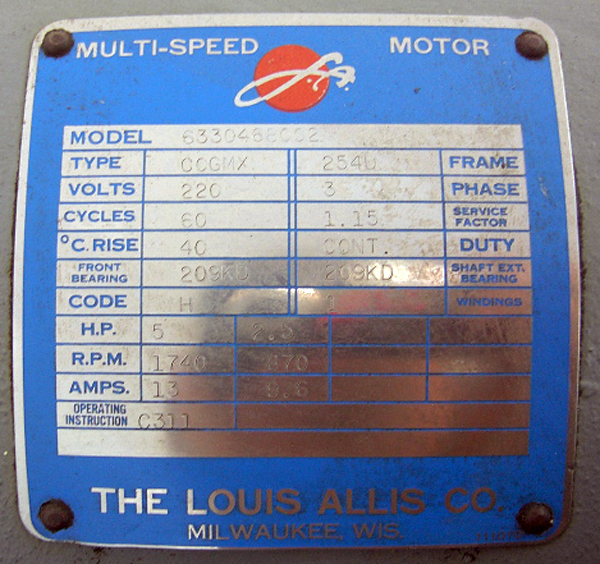 MULTI-SPEED MOTOR
MODEL 6330488002
TYPE COGMX 254U FRAME
VOLTS 220 3 PHASE
CYCLES 60 1.15 SERVICE FACTOR
°C. RISE 40 CONT. DUTY
FRONT BEARING 209KD 209KD SHAFT EXT. BEARING
CODE H 1 WINDINGS
H.P. 5 2.5
R.P.M. 1740 870
AMPS. 13 9.6
OPERATING INSTRUCTION C311
THE LOUIS ALLIS CO.
MILWAUKEE, WIS.